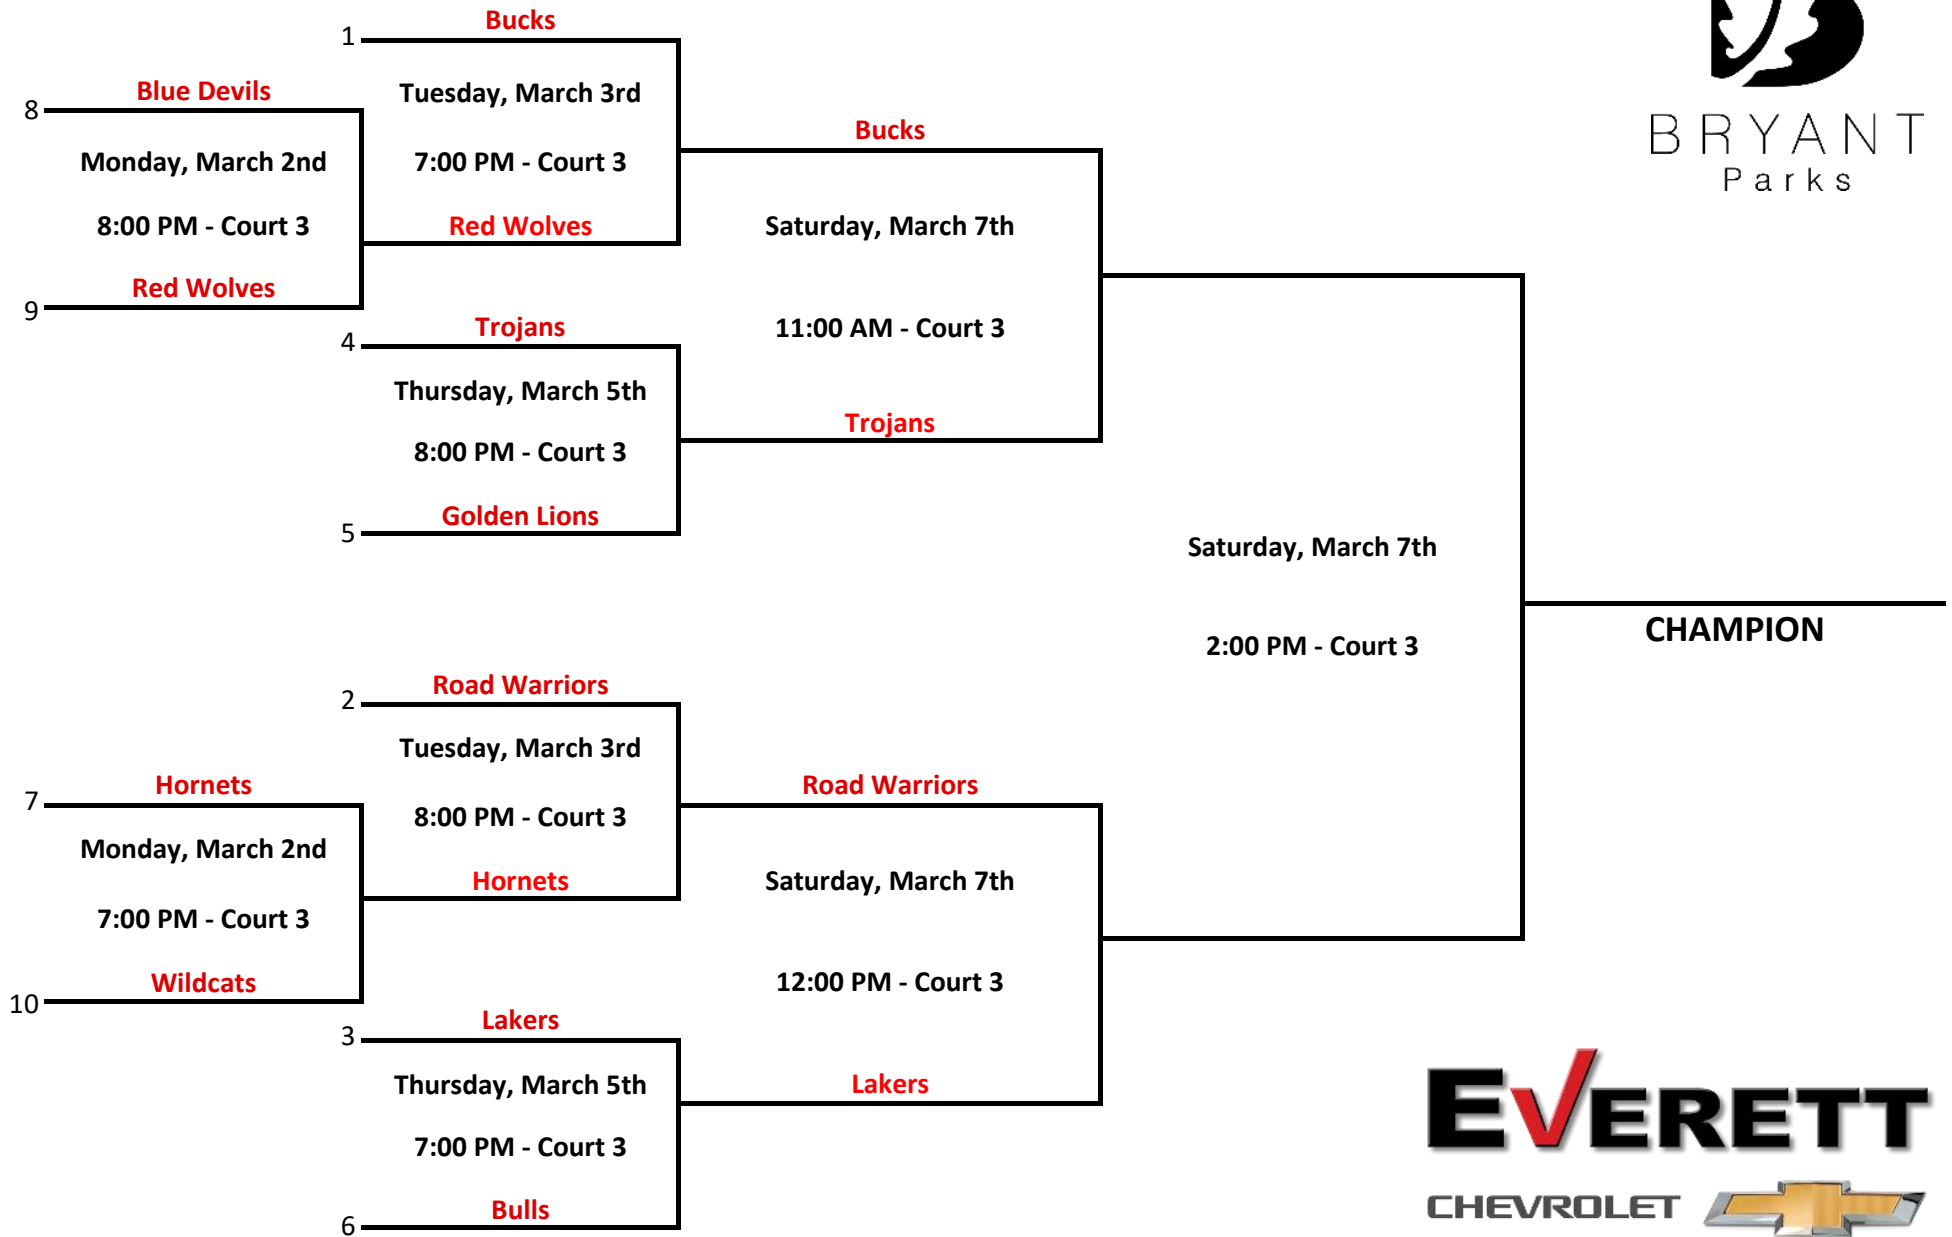 Bucks
1
Blue Devils
8
Tuesday, March 3rd
Monday, March 2nd
7:00 PM - Court 3
8:00 PM - Court 3
Red Wolves
Red Wolves
9
Bucks
Saturday, March 7th
11:00 AM - Court 3
Trojans
4
Thursday, March 5th
8:00 PM - Court 3
Trojans
Golden Lions
5
Saturday, March 7th
2:00 PM - Court 3
CHAMPION
Road Warriors
2
Tuesday, March 3rd
8:00 PM - Court 3
Hornets
7
Monday, March 2nd
7:00 PM - Court 3
Hornets
Wildcats
10
Road Warriors
Saturday, March 7th
12:00 PM - Court 3
Lakers
3
Thursday, March 5th
7:00 PM - Court 3
Lakers
Bulls
6
BRYANT
Parks
EVERETT
CHEVROLET